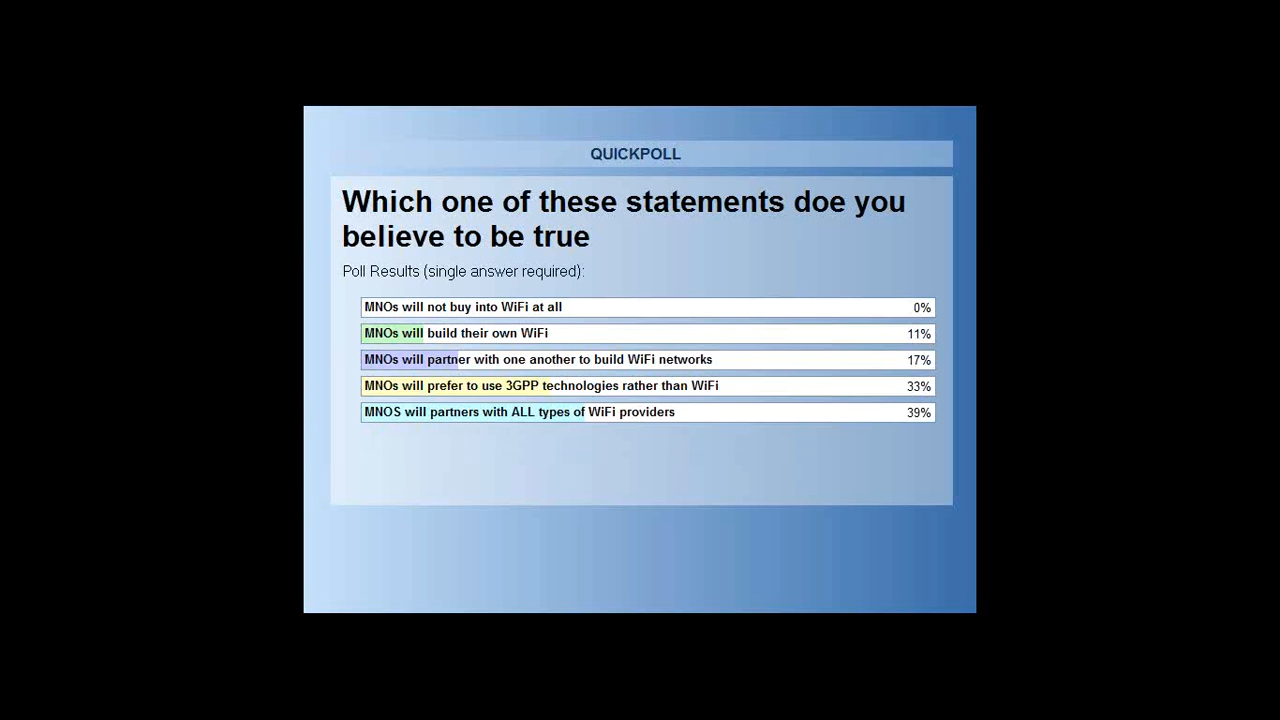 QUICKPOLL
Which one of these statements doe you
believe to be true
Poll Results (single answer required):
MNOs will not buy into WiFi at all 0%
MNOs will build their own WiFi 11%
MNOs will partner with one another to build WiFi networks 17%
MNOs will prefer to use 3GPP technologies rather than WiFi 33%
MNOS will partners with ALL types of WiFi providers 39%